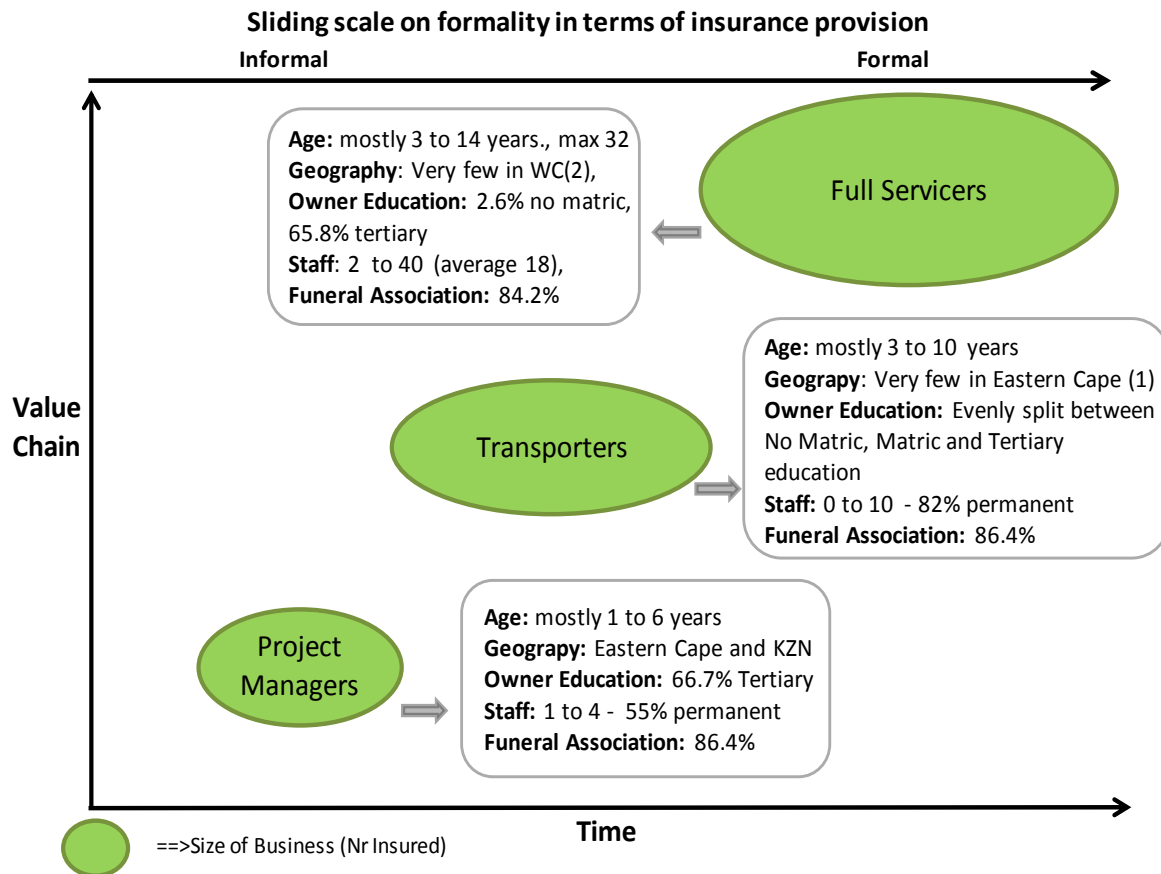 Sliding scale on formality in terms of insurance provision
Informal
Formal
Age: mostly 3 to 14 years., max 32
Geography: Very few in WC(2),
Owner Education: 2.6% no matric,
65.8% tertiary
Staff: 2 to 40 (average 18),
Funeral Association: 84.2%
Full Servicers
Value
Chain
Transporters
Age: mostly 3 to 10 years
Geograpy: Very few in Eastern Cape (1)
Owner Education: Evenly split between
No Matric, Matric and Tertiary
education
Staff: 0 to 10 - 82% permanent
Funeral Association: 86.4%
Project
Managers
Age: mostly 1 to 6 years
Geograpy: Eastern Cape and KZN
Owner Education: 66.7% Tertiary
Staff: 1 to 4 - 55% permanent
Funeral Association: 86.4%
Time
==>Size of Business (Nr Insured)